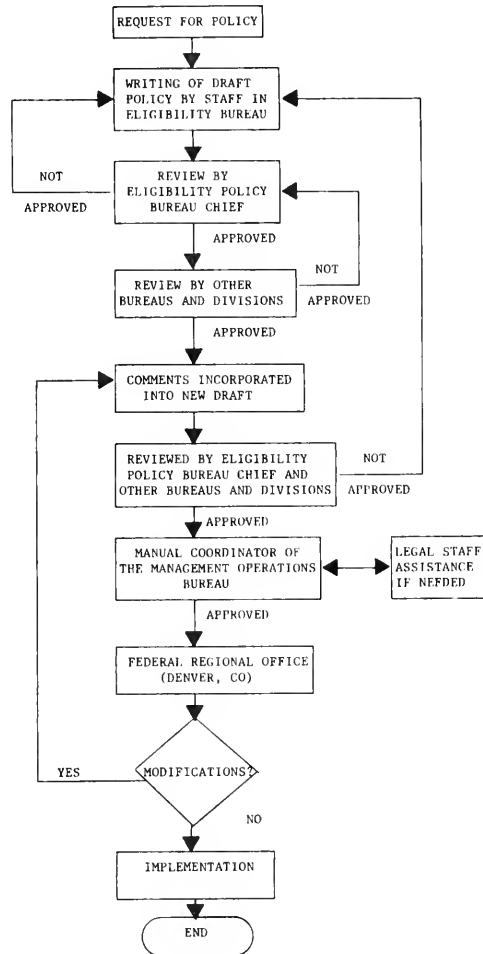 REQUEST FOR POLICY
WRITING OF DRAFT
POLICY BY STAFF IN
ELIGIBILITY BUREAU
NOT
APPROVED
REVIEW BY
ELIGIBILITY POLICY
BUREAU CHIEF
APPROVED
NOT
APPROVED
REVIEW BY OTHER
BUREAUS AND DIVISIONS
APPROVED
COMMENTS INCORPORATED
INTO NEW DRAFT
REVIEWED BY ELIGIBILITY
POLICY BUREAU CHIEF AND
OTHER BUREAUS AND DIVISIONS
NOT
APPROVED
APPROVED
MANUAL COORDINATOR OF
THE MANAGEMENT OPERATIONS
BUREAU
LEGAL STAFF
ASSISTANCE
IF NEEDED
APPROVED
FEDERAL REGIONAL OFFICE
(DENVER, CO)
YES
MODIFICATIONS?
NO
IMPLEMENTATION
END